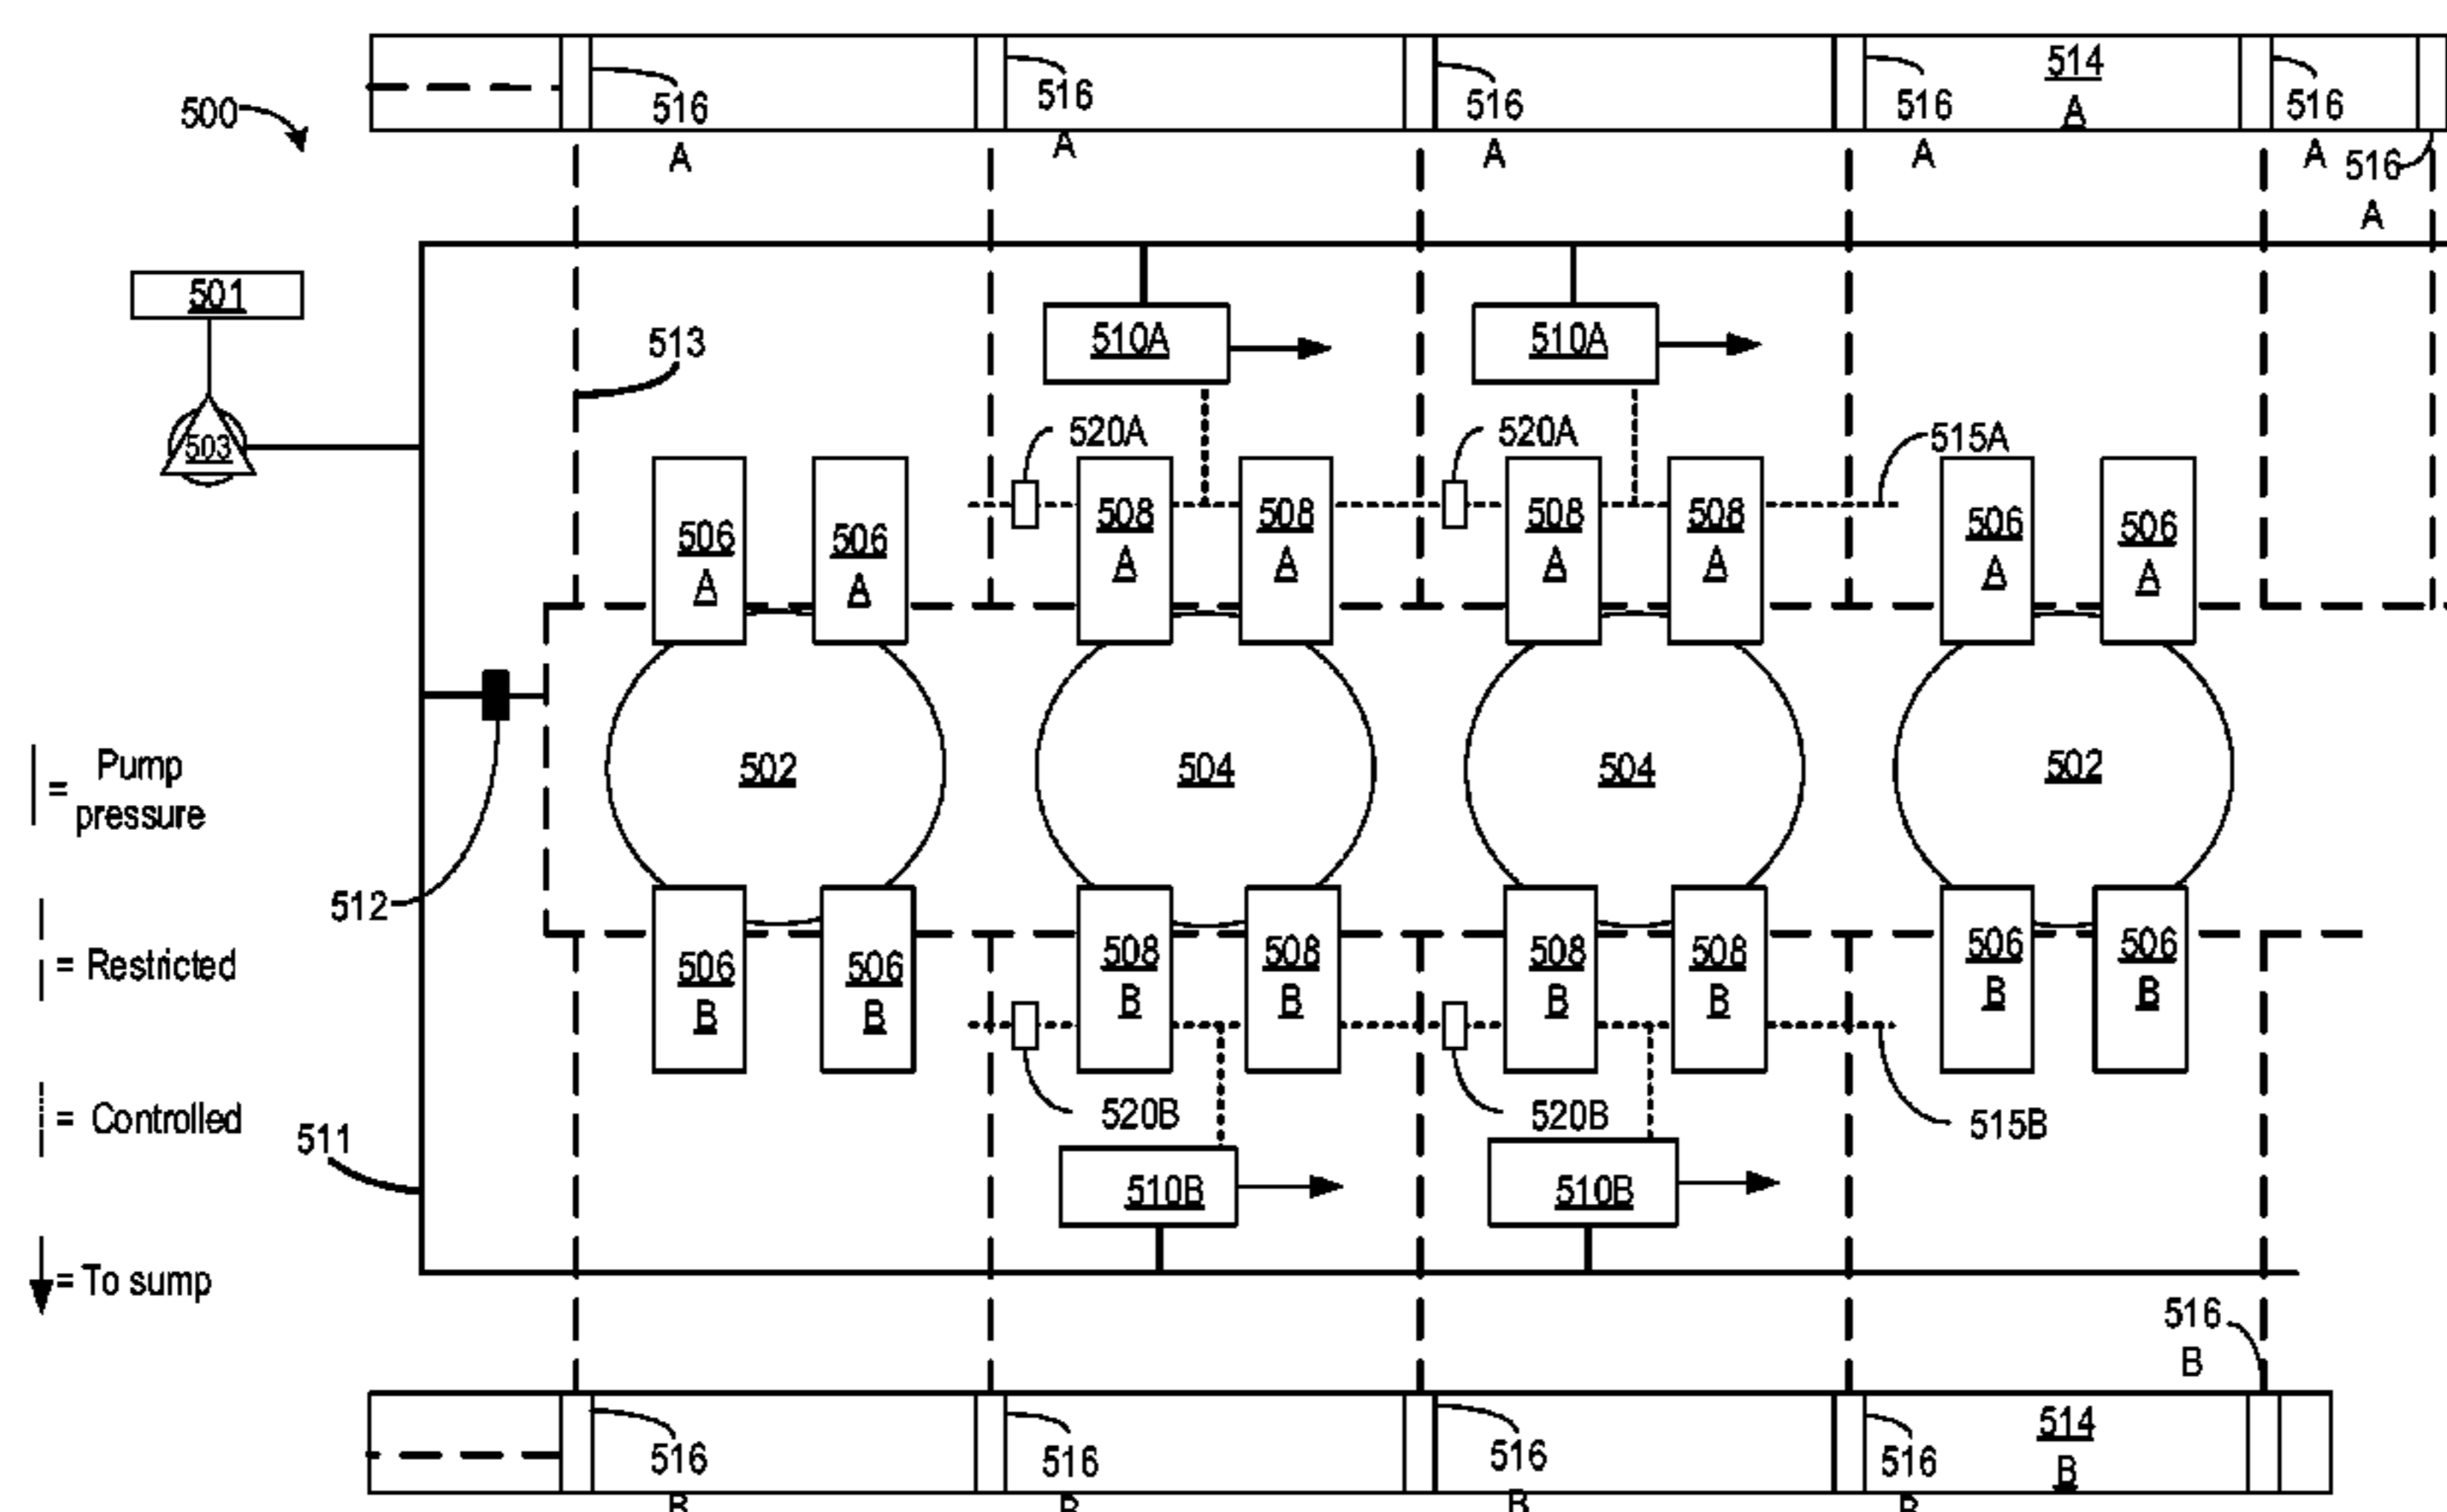 514
A
516
A
516
A
516
A
516
A
516
A
516
A
500
501
513
510A
510A
503
520A
520A
515A
506
A
506
A
508
A
508
A
508
A
508
A
506
A
506
A
502
504
504
502
= Pump
pressure
512
= Restricted
506
B
506
B
508
B
508
B
508
B
508
B
506
B
506
B
= Controlled
520B
520B
515B
511
510B
510B
= To sump
516
B
516
B
516
B
516
B
516
B
514
B